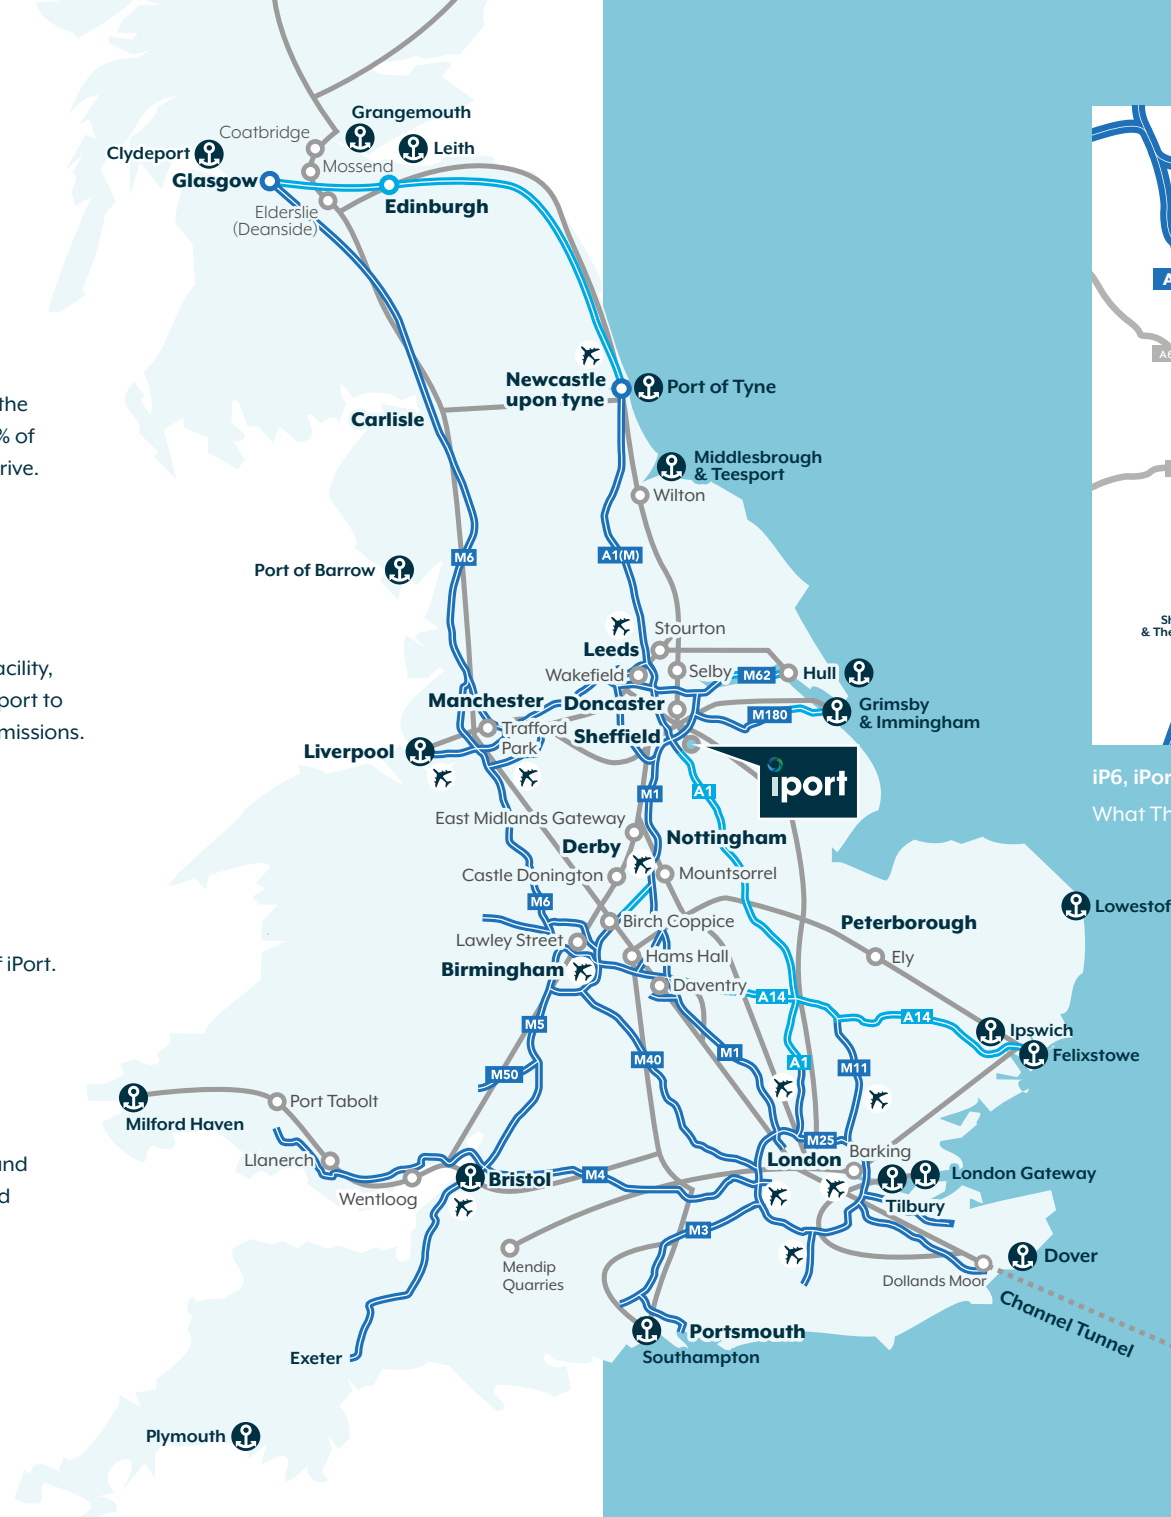 Grangemouth
Coatbridge
Clydeport
Leith
Mossend
Glasgow
Edinburgh
Elderslie
(Deanside)
Newcastle
upon tyne
Port of Tyne
the
% of
rive.
Carlisle
Middlesbrough
& Teesport
Wilton
M6
A1(M)
Port of Barrow
Stourton
Leeds
Wakefield
Selby
M62
Hull
Manchester
Doncaster
Grimsby
& Immingham
M180
Trafford
Park
Sheffield
Liverpool
acility,
port to
missions.
iport
M1
A1
East Midlands Gateway
Derby
Nottingham
Castle Donington
Mountsorrel
M6
Birch Coppice
Peterborough
Lowestof
Lawley Street
Hams Hall
Ely
Birmingham
Daventry
f iPort.
A14
A14
M5
Ipswich
Felixstowe
M50
M40
M1
A1
M11
Milford Haven
Port Tabolt
Llanerch
Wentloog
Bristol
M4
M25
London
Barking
London Gateway
Tilbury
and
d
M3
Mendip
Quarries
Dover
Dollands Moor
Channel Tunnel
Portsmouth
Southampton
Exeter
Plymouth
A
A6
Sh
& The
iP6, iPor
What Th